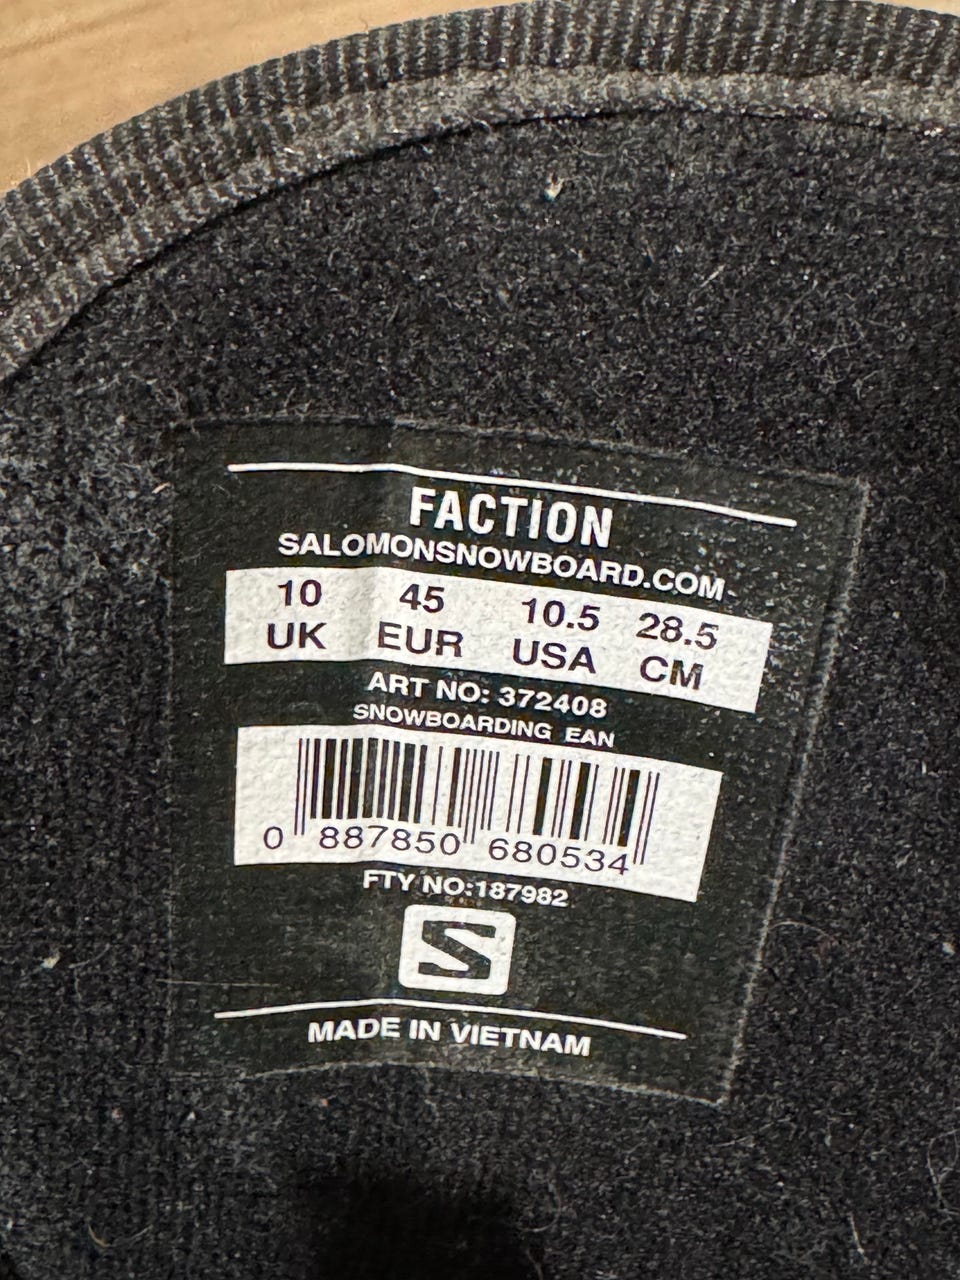 FACTION
SALOMONSNOWBOARD.COM
10 45 10.5 28.5
UK EUR USA CM
ART NO: 372408
SNOWBOARDING EAN
0 887850 680534
FTY NO:187982
S
MADE IN VIETNAM